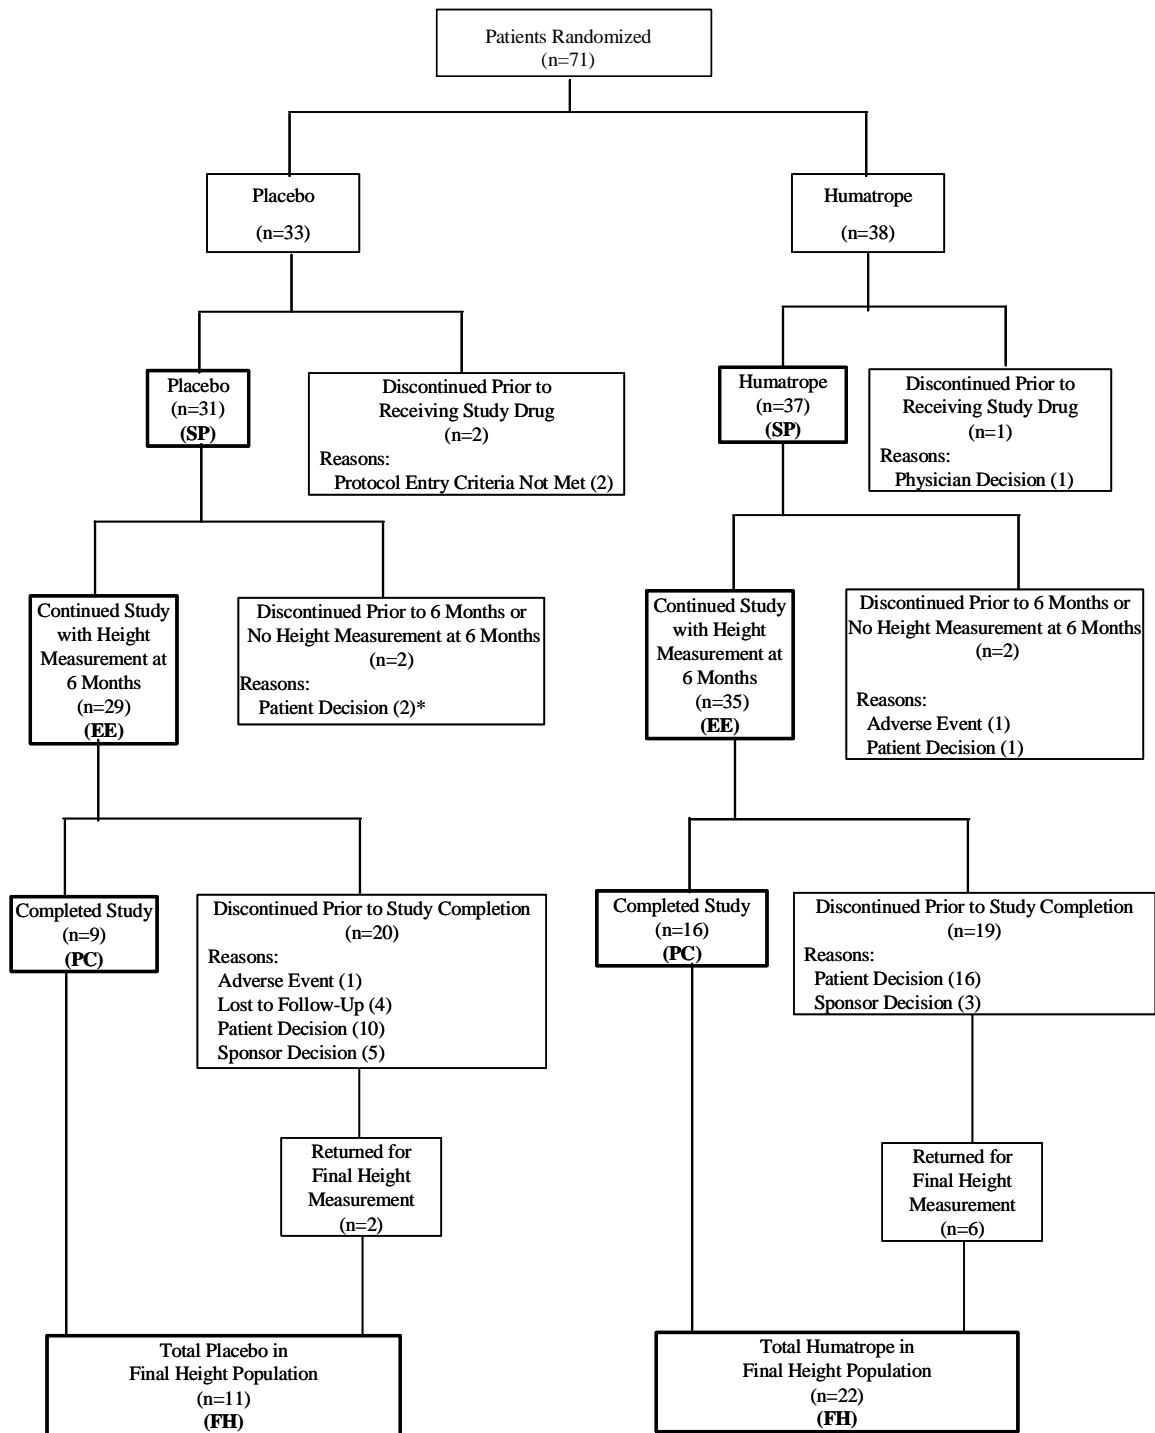 Patients Randomized
(n=71)
Placebo
(n=33)
Humatrope
(n=38)
Placebo
(n=31)
(SP)
Discontinued Prior to
Receiving Study Drug
(n=2)
Reasons:
Protocol Entry Criteria Not Met (2)
Humatrope
(n=37)
(SP)
Discontinued Prior to
Receiving Study Drug
(n=1)
Reasons:
Physician Decision (1)
Continued Study
with Height
Measurement at
6 Months
(n=29)
(EE)
Discontinued Prior to 6 Months or
No Height Measurement at 6 Months
(n=2)
Reasons:
Patient Decision (2)*
Continued Study
with Height
Measurement at
6 Months
(n=35)
(EE)
Discontinued Prior to 6 Months or
No Height Measurement at 6 Months
(n=2)
Reasons:
Adverse Event (1)
Patient Decision (1)
Completed Study
(n=9)
(PC)
Discontinued Prior to Study Completion
(n=20)
Reasons:
Adverse Event (1)
Lost to Follow-Up (4)
Patient Decision (10)
Sponsor Decision (5)
Completed Study
(n=16)
(PC)
Discontinued Prior to Study Completion
(n=19)
Reasons:
Patient Decision (16)
Sponsor Decision (3)
Returned for
Final Height
Measurement
(n=2)
Returned for
Final Height
Measurement
(n=6)
Total Placebo in
Final Height Population
(n=11)
(FH)
Total Humatrope in
Final Height Population
(n=22)
(FH)